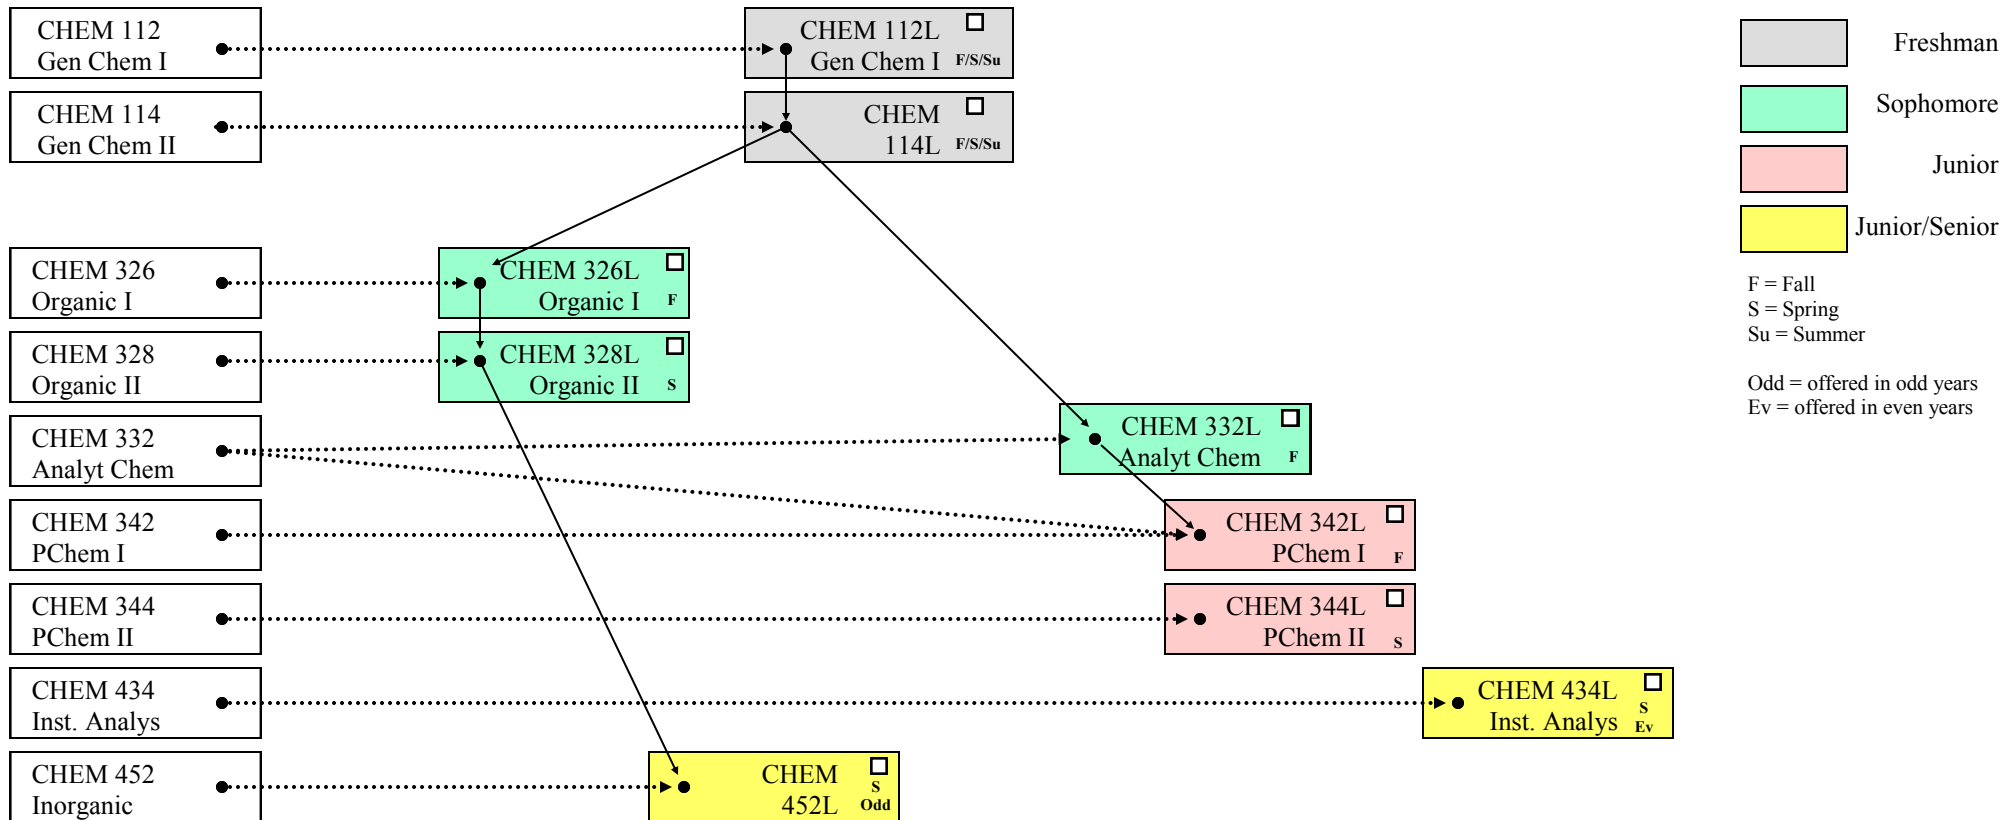 CHEM 112
Gen Chem I
CHEM 112L
Gen Chem I F/S/Su
Freshman
CHEM 114
Gen Chem II
CHEM
114L F/S/Su
Sophomore
Junior
Junior/Senior
CHEM 326
Organic I
CHEM 326L
Organic I F
F = Fall
S = Spring
Su = Summer
CHEM 328
Organic II
CHEM 328L
Organic II S
Odd = offered in odd years
Ev = offered in even years
CHEM 332
Analyt Chem
CHEM 332L
Analyt Chem F
CHEM 342
PChem I
CHEM 342L
PChem I F
CHEM 344
PChem II
CHEM 344L
PChem II S
CHEM 434
Inst. Analys
CHEM 434L
S
Inst. Analys
Ev
CHEM 452
Inorganic
CHEM
S
452L
Odd